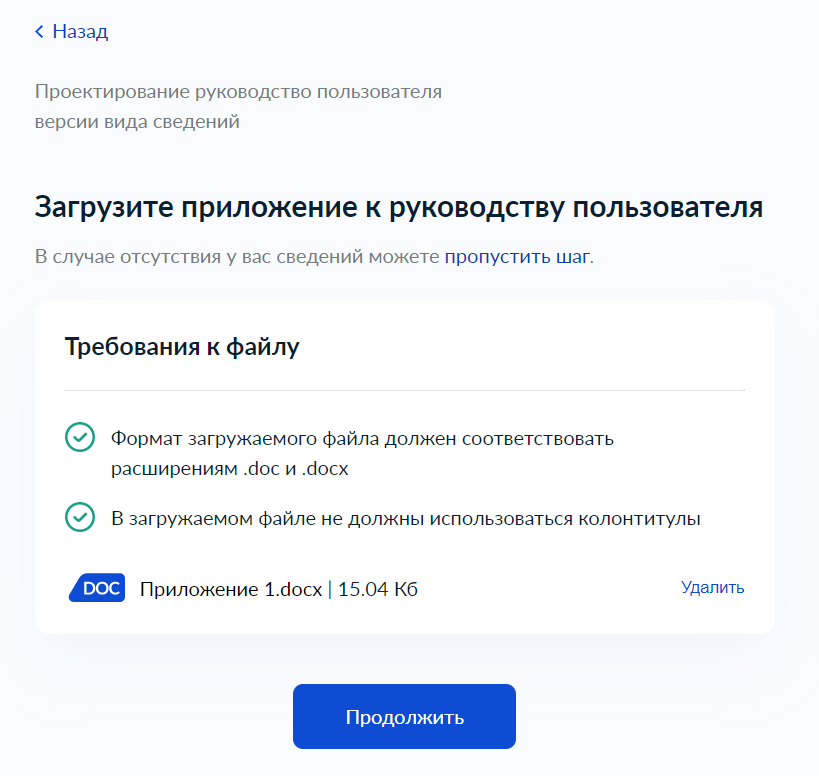 Назад
Проектирование руководство пользователя
версии вида сведений
Загрузите приложение к руководству пользователя
В случае отсутствия у вас сведений можете пропустить шаг.
Требования к файлу
Формат загружаемого файла должен соответствовать
расширениям .doc и .docx
В загружаемом файле не должны использоваться колонтитулы
DOC Приложение 1.docx | 15.04 Кб Удалить
Продолжить